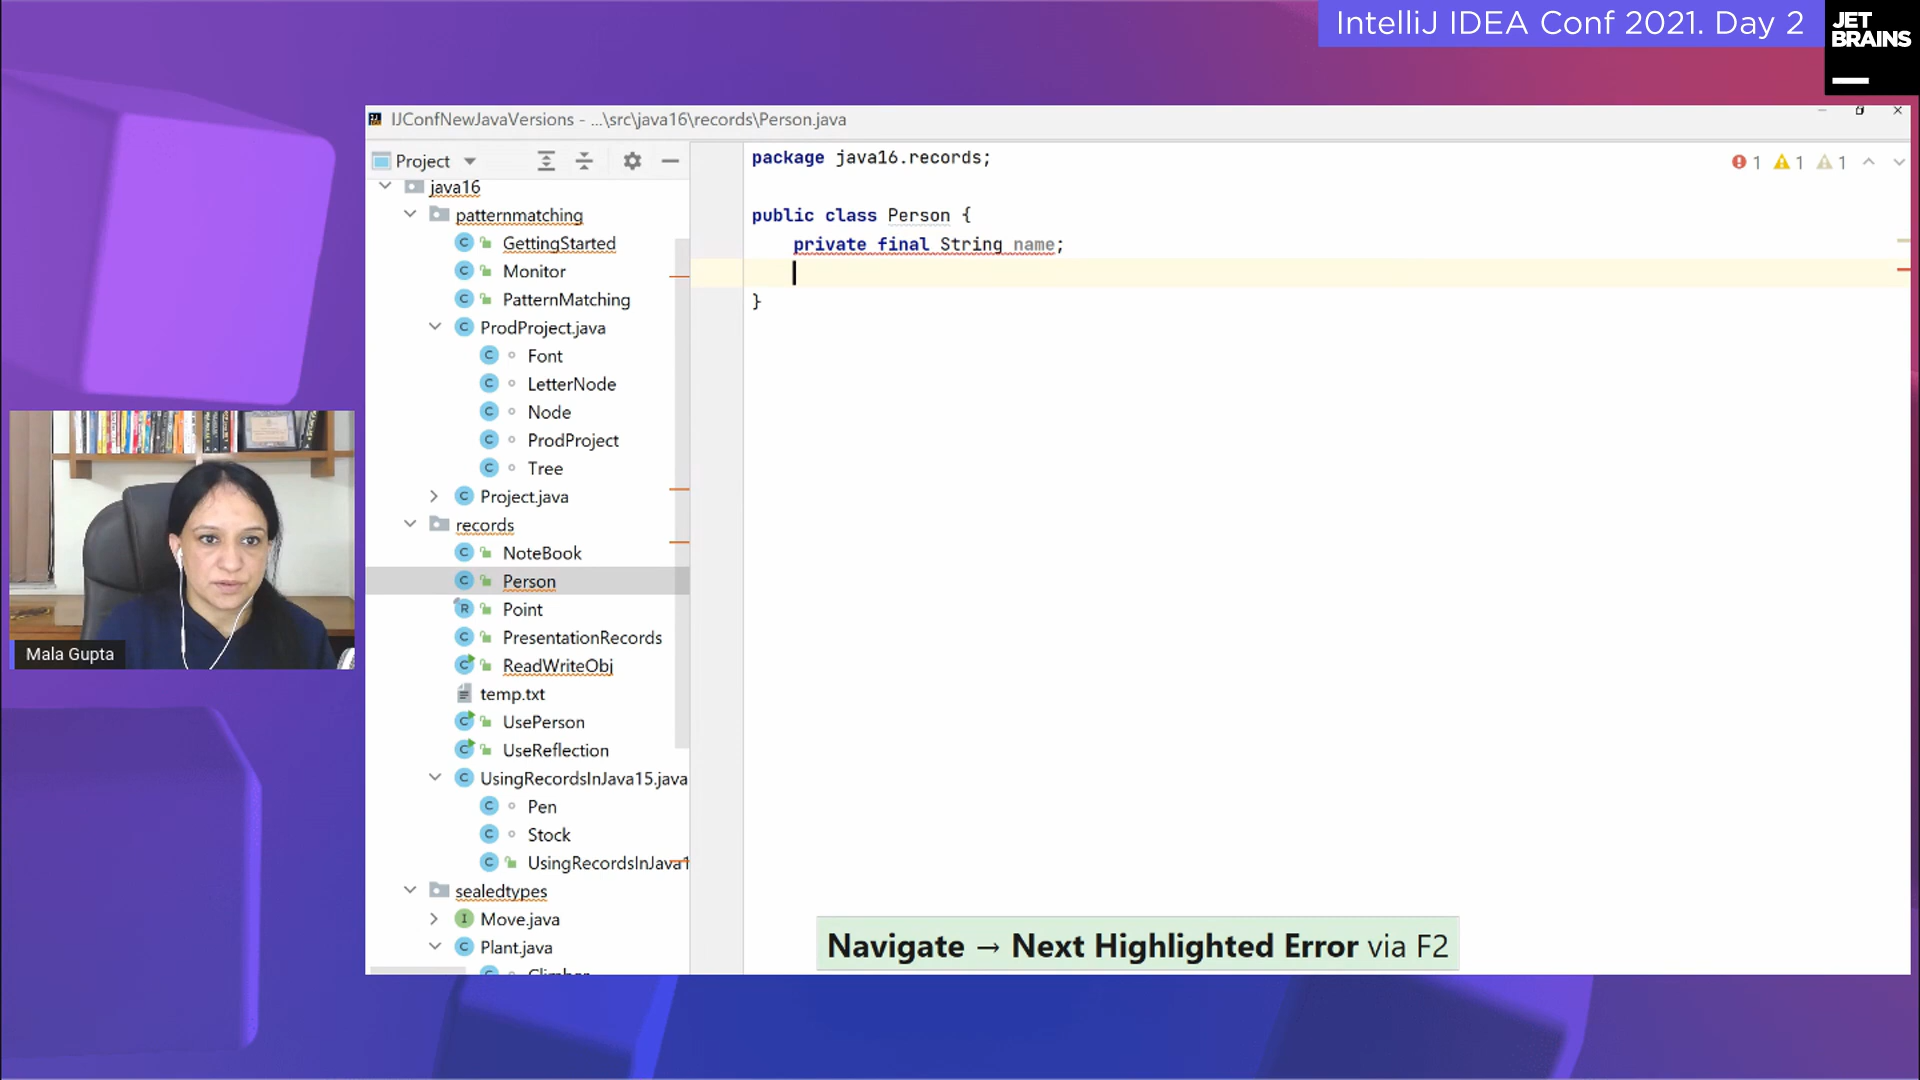 IntelliJ IDEA Conf 2021. Day 2
JET
BRAINS
IJConfNewJavaVersions - ...\src\java16\records\Person.java
Project
java16
patternmatching
GettingStarted
Monitor
PatternMatching
ProdProject.java
Font
LetterNode
Node
ProdProject
Tree
Project.java
records
NoteBook
Person
Point
PresentationRecords
ReadWriteObj
temp.txt
UsePerson
UseReflection
UsingRecordsInJava15.java
Pen
Stock
UsingRecordsInJava1
sealedtypes
Move.java
Plant.java
Climber
package java16.records;
1 1 1
public class Person {
private final String name;
}
Navigate → Next Highlighted Error via F2
Mala Gupta